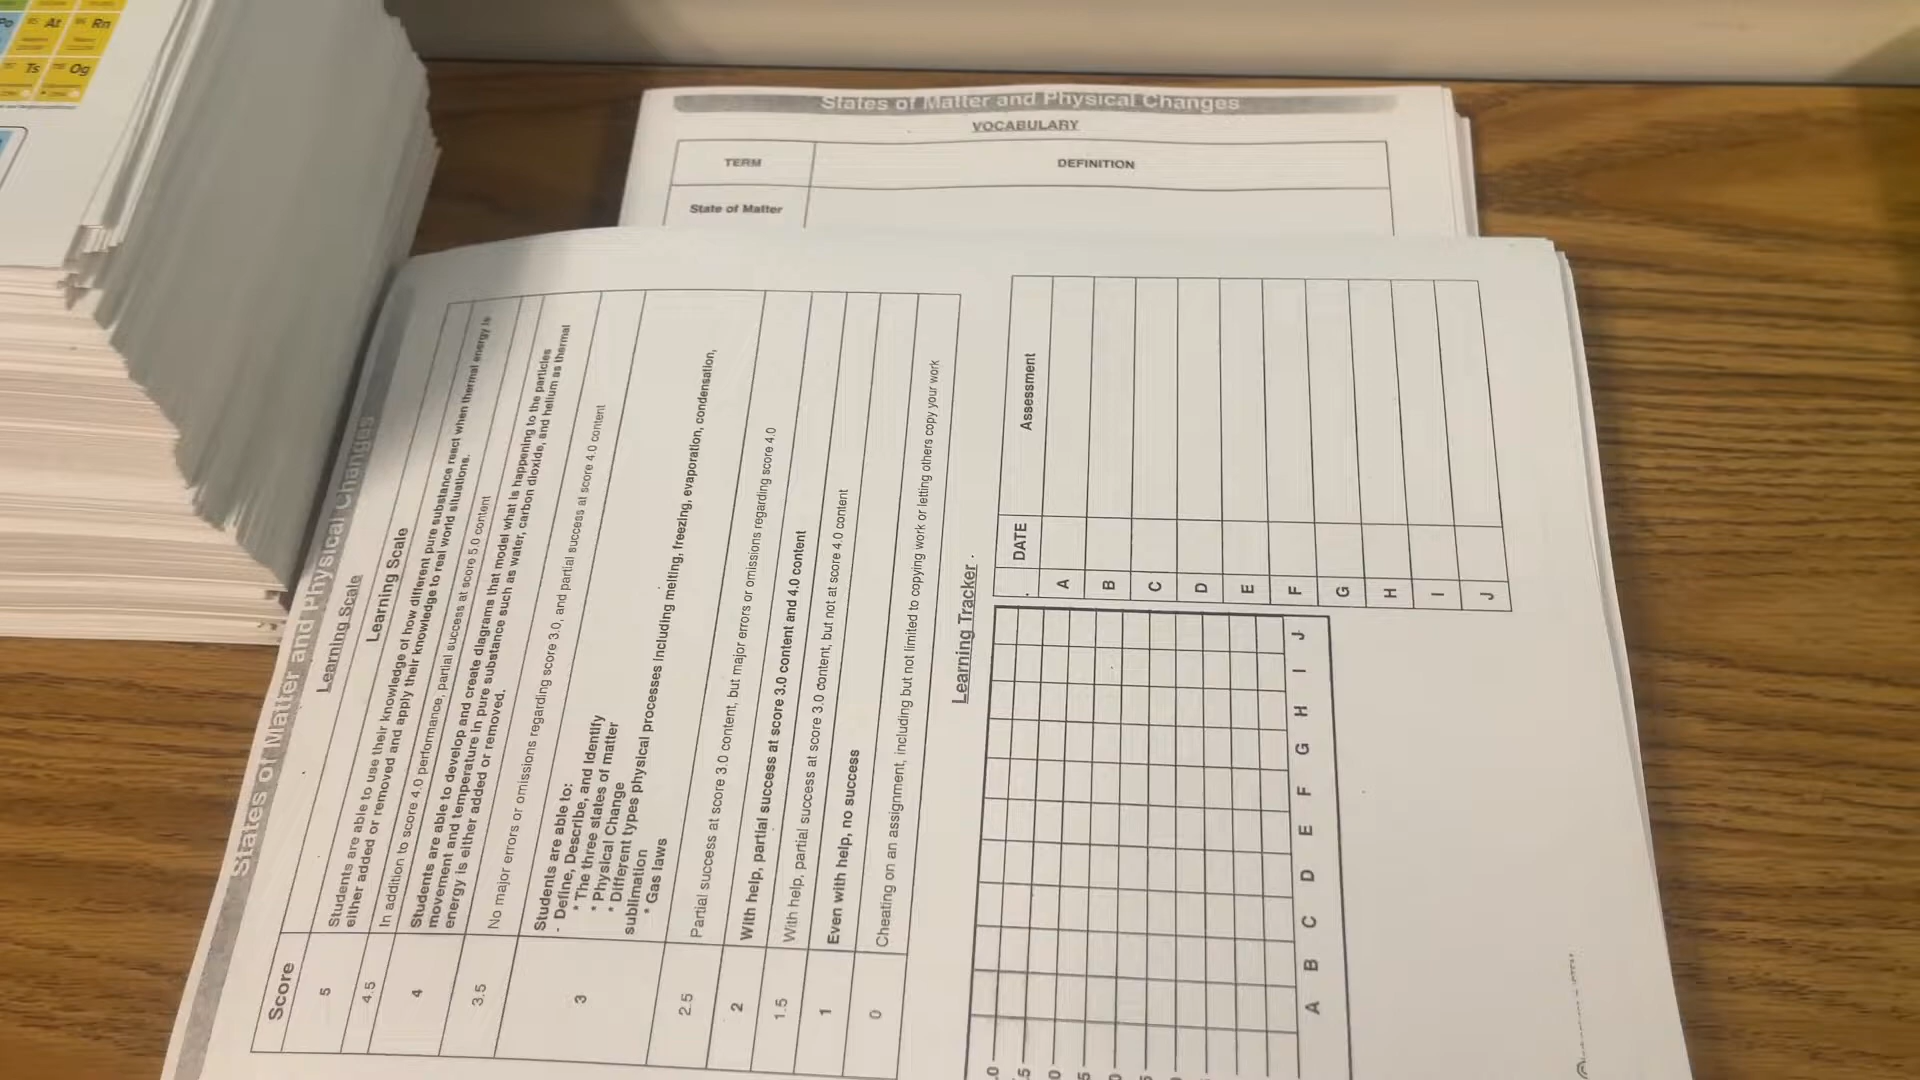 Po 85 At 86 Rn
Ts 118 Og
States of Matter and Physical Changes
VOCABULARY
TERM DEFINITION
State of Matter
States of Matter and Physical Changes
Learning Scale
Score Learning Scale
5 Students are able to use their knowledge of how different pure substance react when thermal energy is
either added or removed and apply their knowledge to real world situations.
4.5 In addition to score 4.0 performance, partial success at score 5.0 content
4 Students are able to develop and create diagrams that model what is happening to the particles
movement and temperature in pure substance such as water, carbon dioxide, and helium as thermal
energy is either added or removed.
3.5 No major errors or omissions regarding score 3.0, and partial success at score 4.0 content
3 Students are able to:
- Define, Describe, and Identify
* The three states of matter
* Physical Change
* Different types physical processes including melting, freezing, evaporation, condensation,
sublimation
* Gas laws
2.5 Partial success at score 3.0 content, but major errors or omissions regarding score 4.0
2 With help, partial success at score 3.0 content and 4.0 content
1.5 With help, partial success at score 3.0 content, but not at score 4.0 content
1 Even with help, no success
0 Cheating on an assignment, including but not limited to copying work or letting others copy your work
Learning Tracker
A B C D E F G H I J
DATE Assessment
A
B
C
D
E
F
G
H
I
J